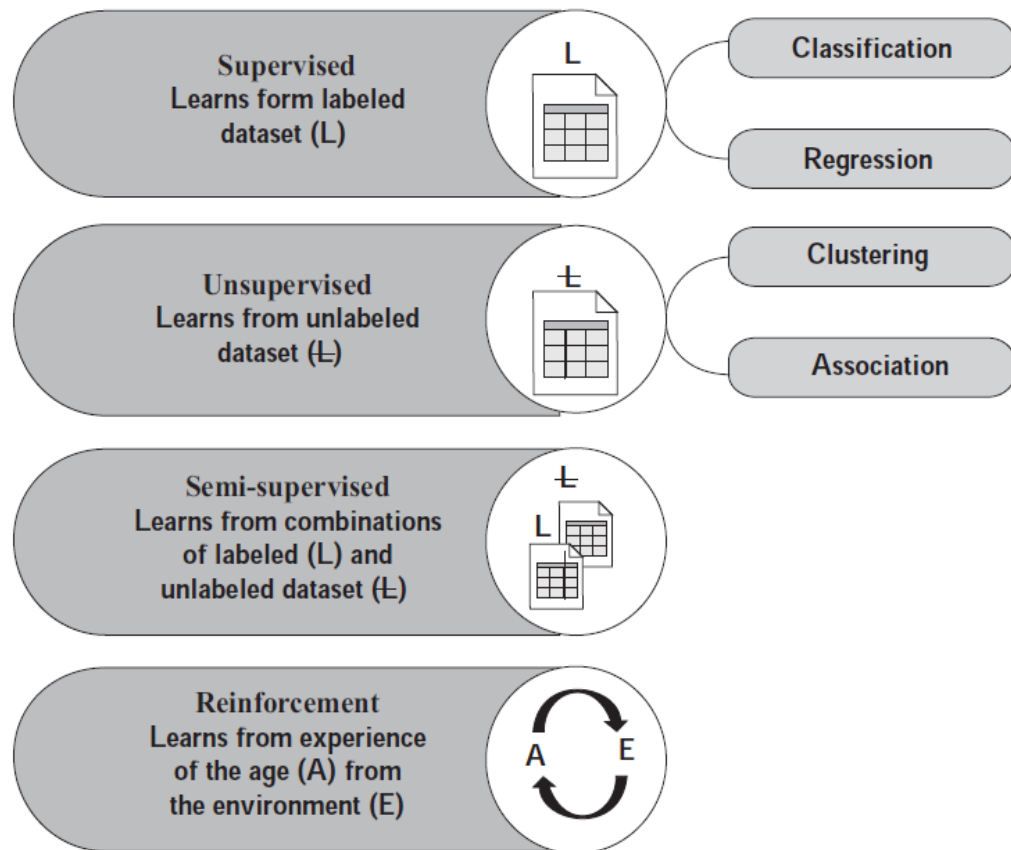 Supervised
Learns form labeled
dataset (L)
L
Classification
Regression
Unsupervised
Learns from unlabeled
dataset (Ł)
Ł
Clustering
Association
Semi-supervised
Learns from combinations
of labeled (L) and
unlabeled dataset (Ł)
Ł
L
Reinforcement
Learns from experience
of the age (A) from
the environment (E)
A E